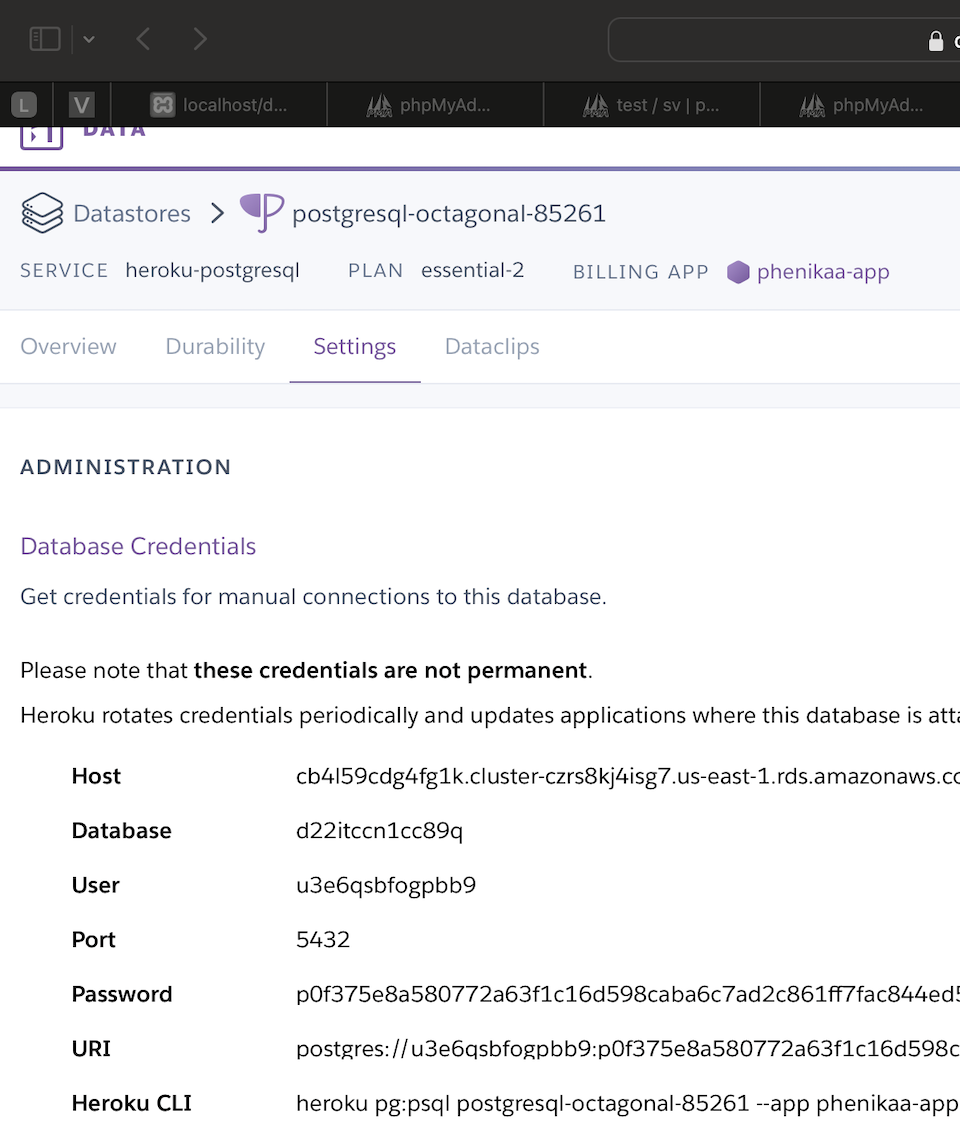 L V localhost/d... phpMyAd... test / sv | p... phpMyAd...
DATA
Datastores postgresql-octagonal-85261
SERVICE heroku-postgresql PLAN essential-2 BILLING APP phenikaa-app
Overview Durability Settings Dataclips
ADMINISTRATION
Database Credentials
Get credentials for manual connections to this database.
Please note that these credentials are not permanent.
Heroku rotates credentials periodically and updates applications where this database is atta
Host cb4l59cdg4fg1k.cluster-czrs8kj4isg7.us-east-1.rds.amazonaws.co
Database d22itccn1cc89q
User u3e6qsbfogpbb9
Port 5432
Password p0f375e8a580772a63f1c16d598caba6c7ad2c861ff7fac844ed5
URI postgres://u3e6qsbfogpbb9:p0f375e8a580772a63f1c16d598c
Heroku CLI heroku pg:psql postgresql-octagonal-85261 --app phenikaa-app